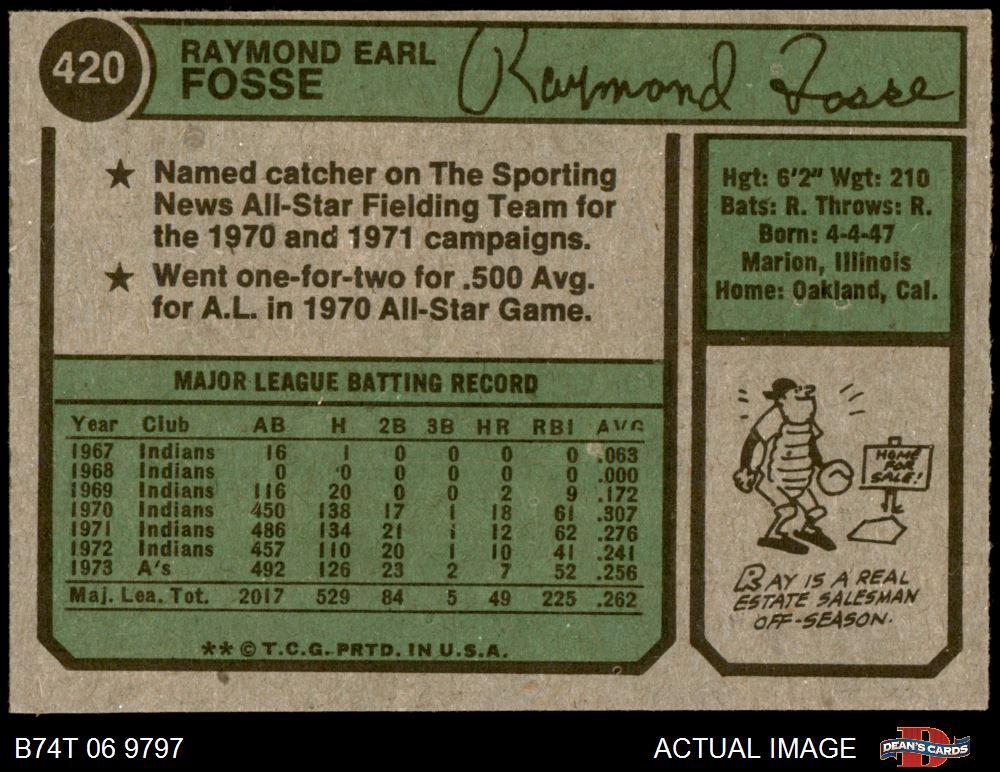 420
RAYMOND EARL
FOSSE
Raymond Fosse
★ Named catcher on The Sporting
News All-Star Fielding Team for
the 1970 and 1971 campaigns.
★ Went one-for-two for .500 Avg.
for A.L. in 1970 All-Star Game.
Hgt: 6'2" Wgt: 210
Bats: R. Throws: R.
Born: 4-4-47
Marion, Illinois
Home: Oakland, Cal.
MAJOR LEAGUE BATTING RECORD
Year Club AB H 2B 3B HR RBI AVG
1967 Indians 16 1 0 0 0 0 .063
1968 Indians 0 0 0 0 0 0 .000
1969 Indians 116 20 0 0 2 9 .172
1970 Indians 450 138 17 1 18 61 .307
1971 Indians 486 134 21 1 12 62 .276
1972 Indians 457 110 20 1 10 41 .241
1973 A's 492 126 23 2 7 52 .256
Maj. Lea. Tot. 2017 529 84 5 49 225 .262
** © T.C.G. PRTD. IN U.S.A.
HOME
FOR
SALE!
RAY IS A REAL
ESTATE SALESMAN
OFF-SEASON.
B74T 06 9797
ACTUAL IMAGE
D
DEAN'S CARDS